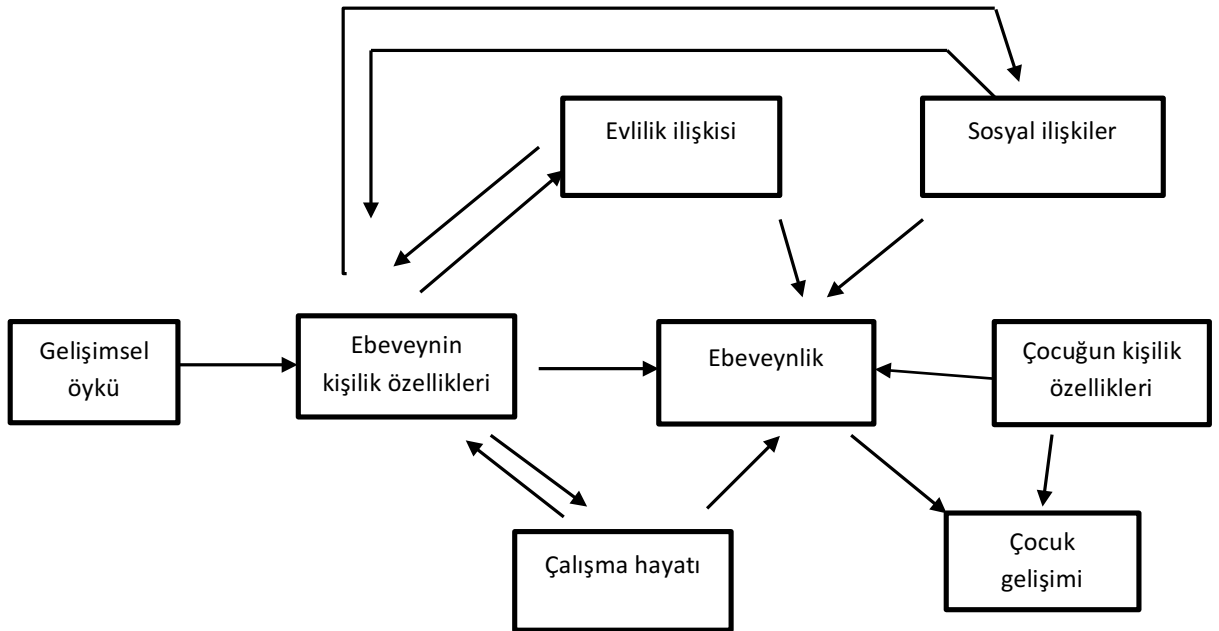 Evlilik ilişkisi
Sosyal ilişkiler
Gelişimsel
öykü
Ebeveynin
kişilik özellikleri
Ebeveynlik
Çocuğun kişilik
özellikleri
Çalışma hayatı
Çocuk
gelişimi